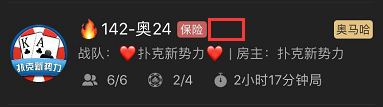 🔥142-奥24 保险 奥马哈
战队：❤️扑克新势力❤️ | 房主：扑克新势力
扑克新势力
6/6 2/4 2小时17分钟局